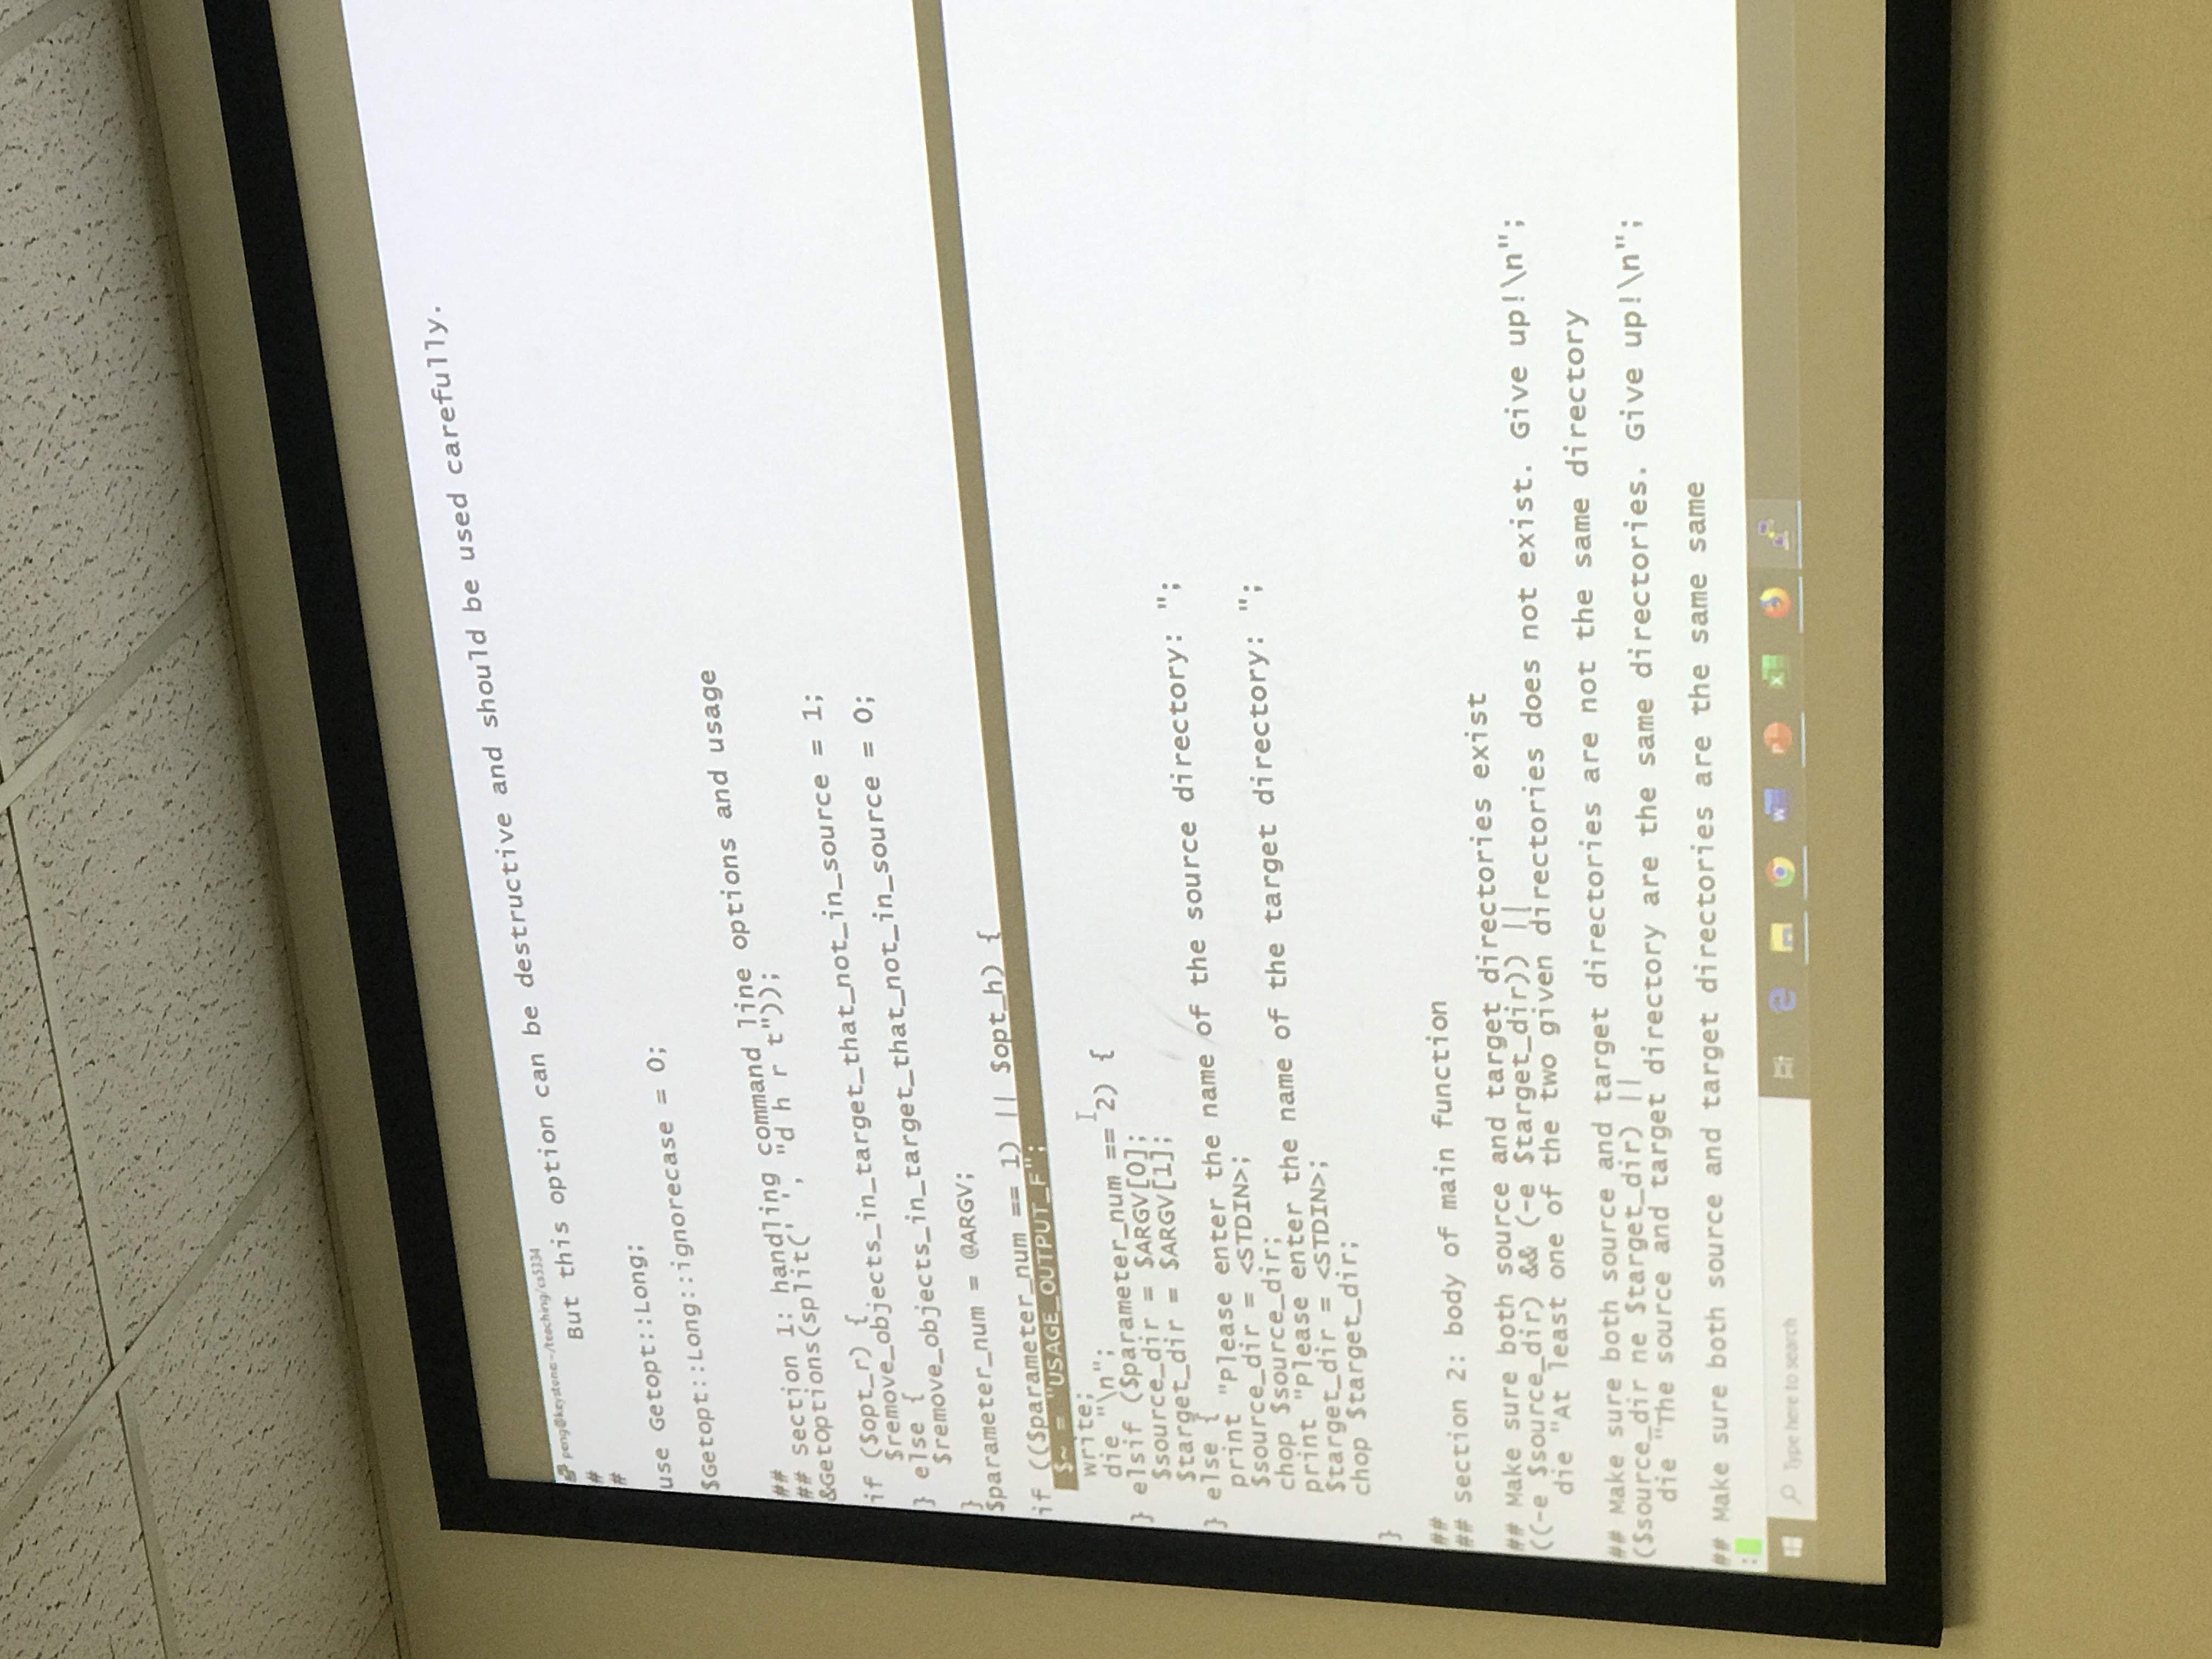 peng@keystone:~/teaching/cs5334
# But this option can be destructive and should be used carefully.
#
use Getopt::Long;
$Getopt::Long::ignorecase = 0;
##
## Section 1: handling command line options and usage
&GetOptions(split(' ', "d h r t"));
if ($opt_r) {
$remove_objects_in_target_that_not_in_source = 1;
} else {
$remove_objects_in_target_that_not_in_source = 0;
}
$parameter_num = @ARGV;
if (($parameter_num == 1) || $opt_h) {
$~ = "USAGE_OUTPUT_F";
write;
die "\n";
} elsif ($parameter_num == 2) {
$source_dir = $ARGV[0];
$target_dir = $ARGV[1];
} else {
print "Please enter the name of the source directory: ";
$source_dir = <STDIN>;
chop $source_dir;
print "Please enter the name of the target directory: ";
$target_dir = <STDIN>;
chop $target_dir;
}
##
## Section 2: body of main function
## Make sure both source and target directories exist
((-e $source_dir) && (-e $target_dir)) ||
die "At least one of the two given directories does not exist. Give up!\n";
## Make sure both source and target directories are not the same directory
($source_dir ne $target_dir) ||
die "The source and target directory are the same directories. Give up!\n";
## Make sure both source and target directories are the same same
:
Type here to search